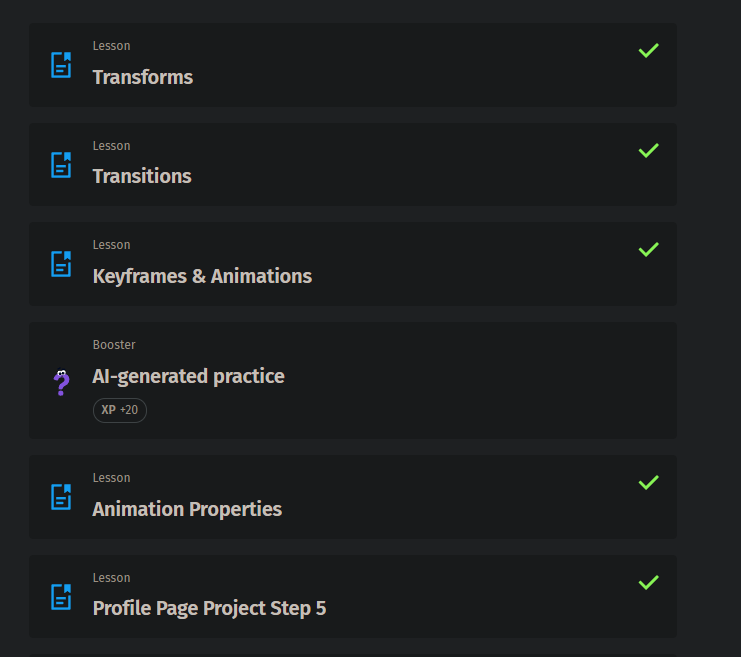 Lesson
Transforms
Lesson
Transitions
Lesson
Keyframes & Animations
Booster
AI-generated practice
XP +20
Lesson
Animation Properties
Lesson
Profile Page Project Step 5